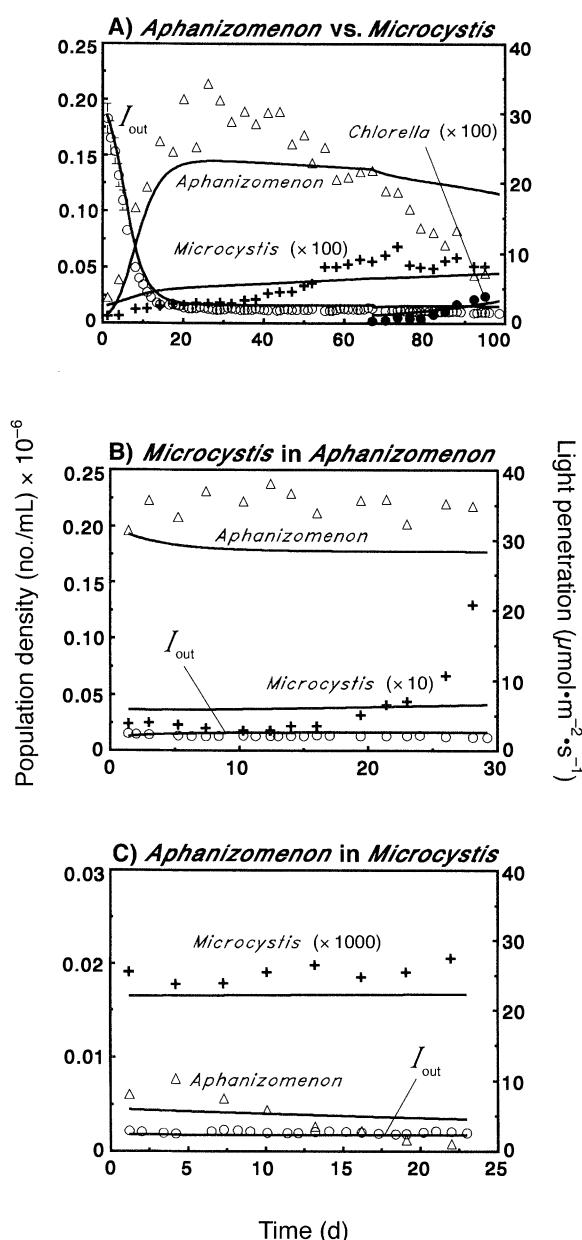 A) Aphanizomenon vs. Microcystis
0.25
0.20
0.15
0.10
0.05
0
40
30
20
10
0
I out
Chlorella (× 100)
Aphanizomenon
Microcystis (× 100)
0 20 40 60 80 100
Population density (no./mL) × 10⁻⁶
Light penetration (µmol•m⁻²•s⁻¹)
B) Microcystis in Aphanizomenon
0.25
0.20
0.15
0.10
0.05
0
40
30
20
10
0
Aphanizomenon
I out
Microcystis (× 10)
0 10 20 30
C) Aphanizomenon in Microcystis
0.03
0.02
0.01
0
40
30
20
10
0
Microcystis (× 1000)
Aphanizomenon
I out
0 5 10 15 20 25
Time (d)